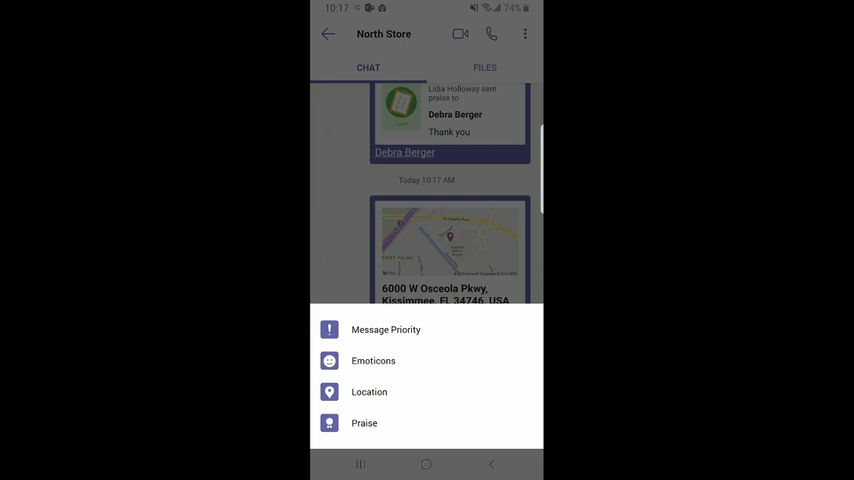 10:17
74%
North Store
CHAT
FILES
Lidia Holloway sent
praise to
Debra Berger
Thank you
Debra Berger
Today 10:17 AM
6000 W Osceola Pkwy,
Kissimmee, FL 34746, USA
Message Priority
Emoticons
Location
Praise